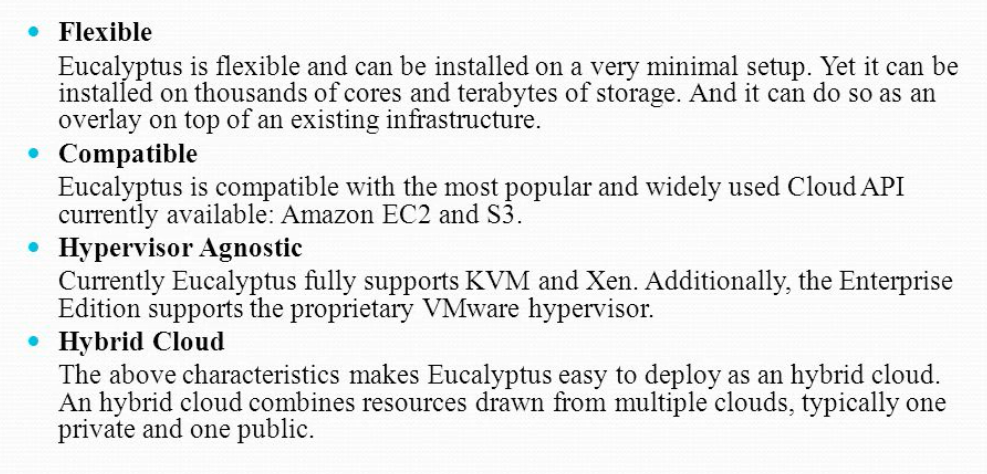 Flexible
Eucalyptus is flexible and can be installed on a very minimal setup. Yet it can be
installed on thousands of cores and terabytes of storage. And it can do so as an
overlay on top of an existing infrastructure.
Compatible
Eucalyptus is compatible with the most popular and widely used Cloud API
currently available: Amazon EC2 and S3.
Hypervisor Agnostic
Currently Eucalyptus fully supports KVM and Xen. Additionally, the Enterprise
Edition supports the proprietary VMware hypervisor.
Hybrid Cloud
The above characteristics makes Eucalyptus easy to deploy as an hybrid cloud.
An hybrid cloud combines resources drawn from multiple clouds, typically one
private and one public.